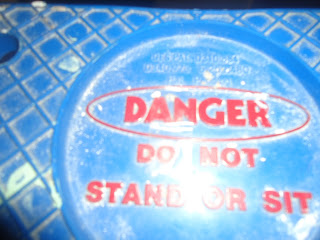 DANGER
DO NOT
STAND OR SIT